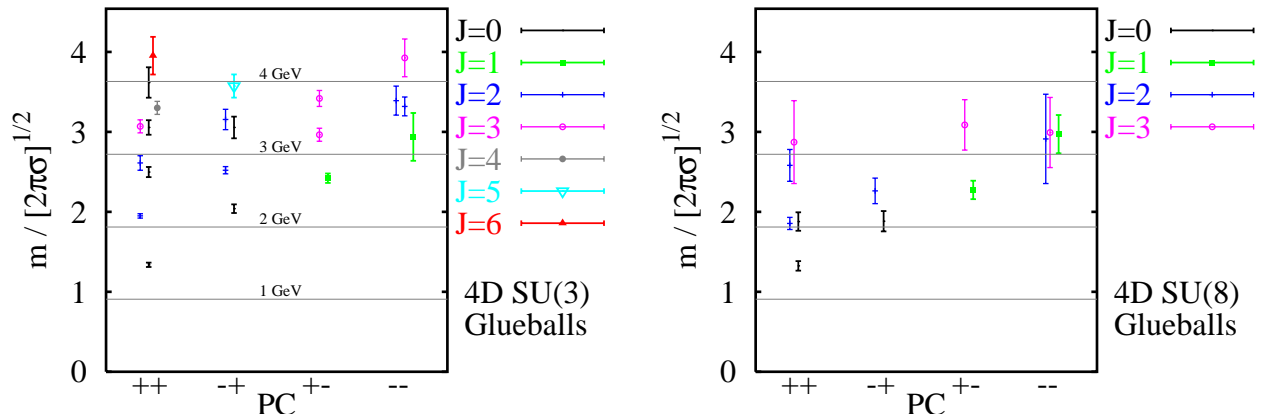 m / [2πσ]^{1/2}
4
3
2
1
0
4 GeV
3 GeV
2 GeV
1 GeV
++
-+
+-
--
PC
J=0
J=1
J=2
J=3
J=4
J=5
J=6
4D SU(3)
Glueballs
m / [2πσ]^{1/2}
4
3
2
1
0
++
-+
+-
--
PC
J=0
J=1
J=2
J=3
4D SU(8)
Glueballs